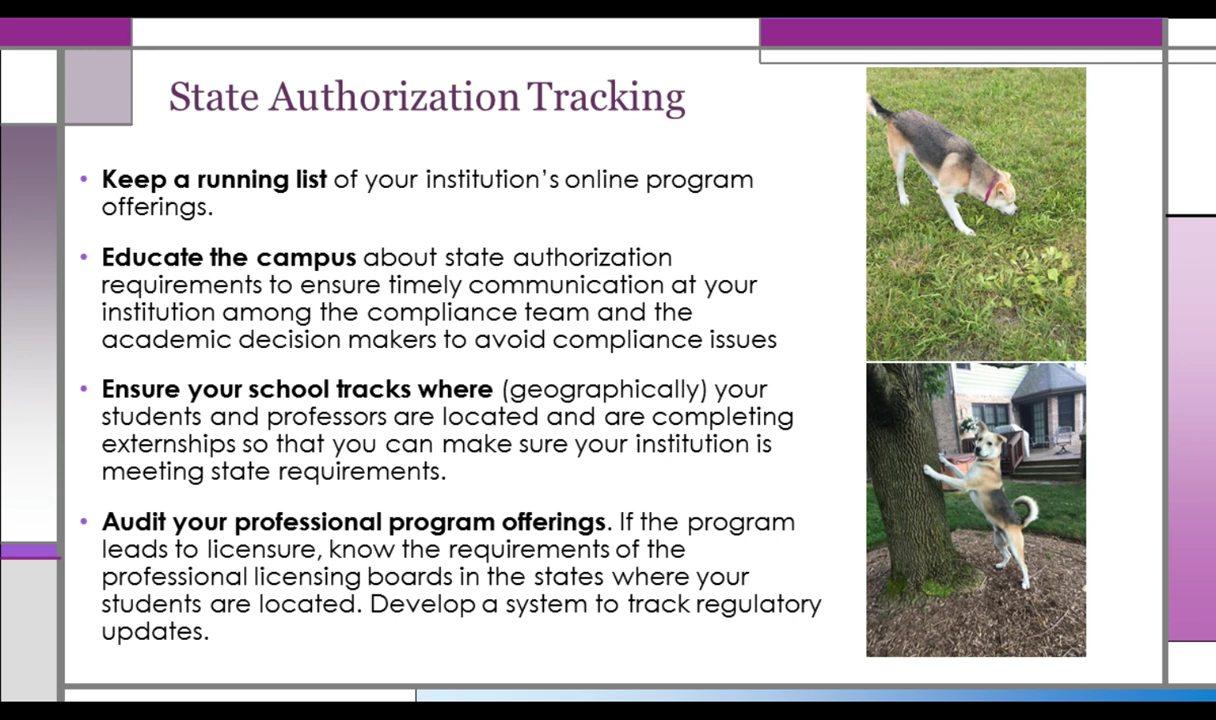 State Authorization Tracking
• Keep a running list of your institution’s online program
offerings.
• Educate the campus about state authorization
requirements to ensure timely communication at your
institution among the compliance team and the
academic decision makers to avoid compliance issues
• Ensure your school tracks where (geographically) your
students and professors are located and are completing
externships so that you can make sure your institution is
meeting state requirements.
• Audit your professional program offerings. If the program
leads to licensure, know the requirements of the
professional licensing boards in the states where your
students are located. Develop a system to track regulatory
updates.